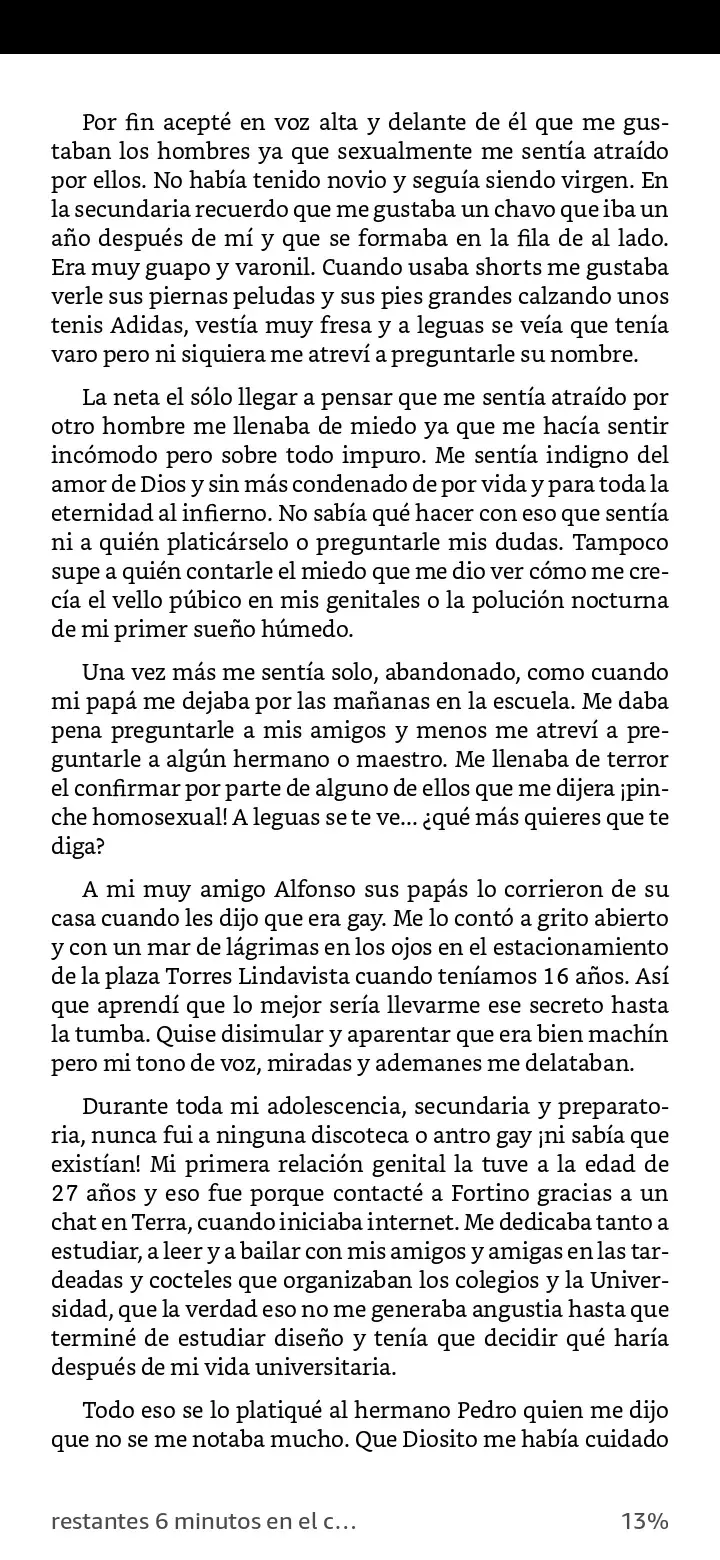 Por fin acepté en voz alta y delante de él que me gus-
taban los hombres ya que sexualmente me sentía atraído
por ellos. No había tenido novio y seguía siendo virgen. En
la secundaria recuerdo que me gustaba un chavo que iba un
año después de mí y que se formaba en la fila de al lado.
Era muy guapo y varonil. Cuando usaba shorts me gustaba
verle sus piernas peludas y sus pies grandes calzando unos
tenis Adidas, vestía muy fresa y a leguas se veía que tenía
varo pero ni siquiera me atreví a preguntarle su nombre.
La neta el sólo llegar a pensar que me sentía atraído por
otro hombre me llenaba de miedo ya que me hacía sentir
incómodo pero sobre todo impuro. Me sentía indigno del
amor de Dios y sin más condenado de por vida y para toda la
eternidad al infierno. No sabía qué hacer con eso que sentía
ni a quién platicárselo o preguntarle mis dudas. Tampoco
supe a quién contarle el miedo que me dio ver cómo me cre-
cía el vello púbico en mis genitales o la polución nocturna
de mi primer sueño húmedo.
Una vez más me sentía solo, abandonado, como cuando
mi papá me dejaba por las mañanas en la escuela. Me daba
pena preguntarle a mis amigos y menos me atreví a pre-
guntarle a algún hermano o maestro. Me llenaba de terror
el confirmar por parte de alguno de ellos que me dijera ¡pin-
che homosexual! A leguas se te ve... ¿qué más quieres que te
diga?
A mi muy amigo Alfonso sus papás lo corrieron de su
casa cuando les dijo que era gay. Me lo contó a grito abierto
y con un mar de lágrimas en los ojos en el estacionamiento
de la plaza Torres Lindavista cuando teníamos 16 años. Así
que aprendí que lo mejor sería llevarme ese secreto hasta
la tumba. Quise disimular y aparentar que era bien machín
pero mi tono de voz, miradas y ademanes me delataban.
Durante toda mi adolescencia, secundaria y preparato-
ria, nunca fui a ninguna discoteca o antro gay ¡ni sabía que
existían! Mi primera relación genital la tuve a la edad de
27 años y eso fue porque contacté a Fortino gracias a un
chat en Terra, cuando iniciaba internet. Me dedicaba tanto a
estudiar, a leer y a bailar con mis amigos y amigas en las tar-
deadas y cocteles que organizaban los colegios y la Univer-
sidad, que la verdad eso no me generaba angustia hasta que
terminé de estudiar diseño y tenía que decidir qué haría
después de mi vida universitaria.
Todo eso se lo platiqué al hermano Pedro quien me dijo
que no se me notaba mucho. Que Diosito me había cuidado
restantes 6 minutos en el c... 13%